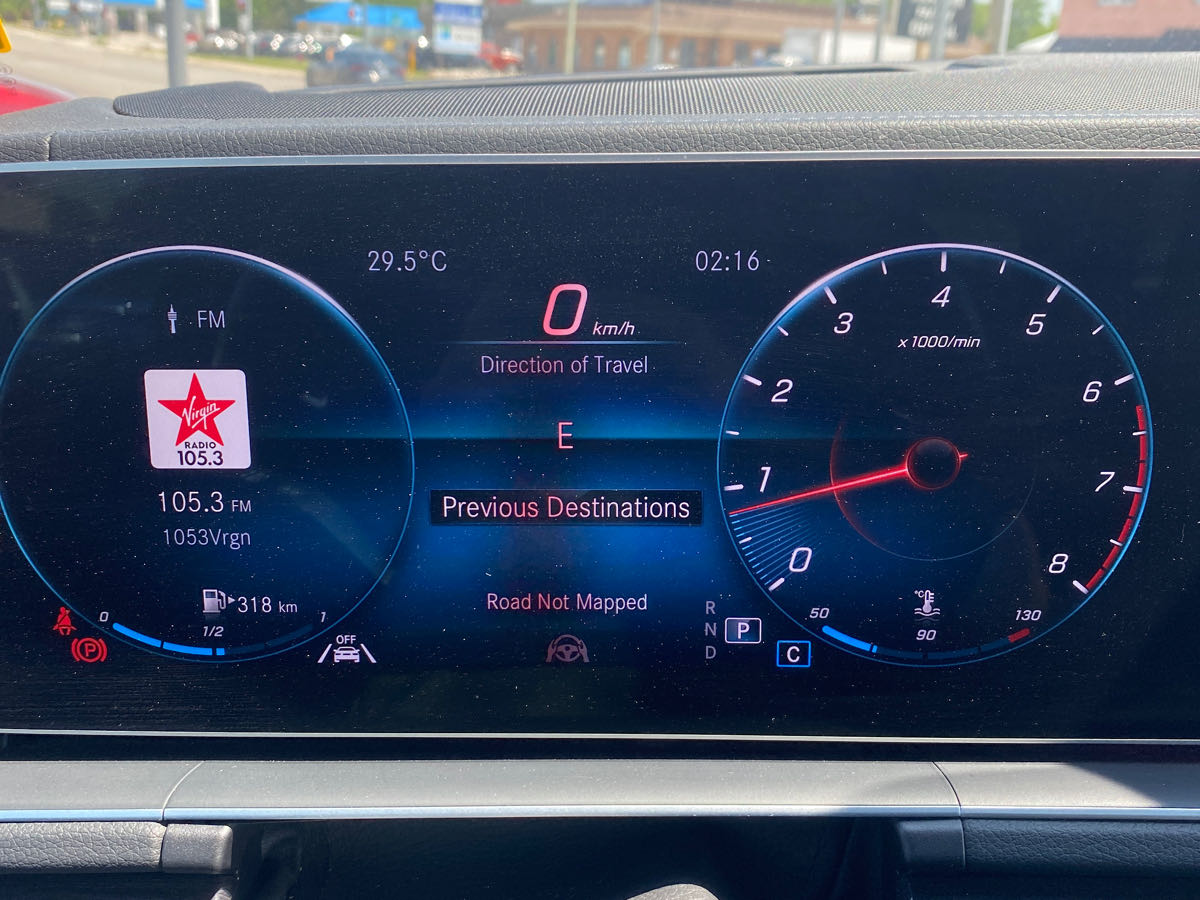 29.5°C
02:16
FM
Virgin
RADIO
105.3
105.3 FM
1053Vrgn
318 km
0
1/2
1
P
OFF
0 km/h
Direction of Travel
E
Previous Destinations
Road Not Mapped
R
N
D
P
C
0
1
2
3
4
5
6
7
8
x 1000/min
°C
50
90
130